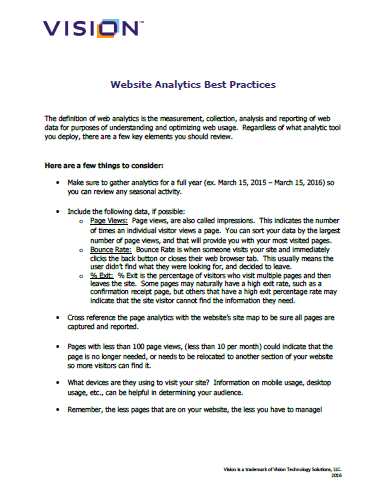 VISION™
Website Analytics Best Practices
The definition of web analytics is the measurement, collection, analysis and reporting of web
data for purposes of understanding and optimizing web usage.  Regardless of what analytic tool
you deploy, there are a few key elements you should review.
Here are a few things to consider:
• Make sure to gather analytics for a full year (ex. March 15, 2015 – March 15, 2016) so
you can review any seasonal activity.
• Include the following data, if possible:
o Page Views:  Page views, are also called impressions.  This indicates the number
of times an individual visitor views a page.  You can sort your data by the largest
number of page views, and that will provide you with your most visited pages.
o Bounce Rate:  Bounce Rate is when someone visits your site and immediately
clicks the back button or closes their web browser tab.  This usually means the
user didn't find what they were looking for, and decided to leave.
o % Exit:  % Exit is the percentage of visitors who visit multiple pages and then
leaves the site.  Some pages may naturally have a high exit rate, such as a
confirmation receipt page, but others that have a high exit percentage rate may
indicate that the site visitor cannot find the information they need.
• Cross reference the page analytics with the website's site map to be sure all pages are
captured and reported.
• Pages with less than 100 page views, (less than 10 per month) could indicate that the
page is no longer needed, or needs to be relocated to another section of your website
so more visitors can find it.
• What devices are they using to visit your site?  Information on mobile usage, desktop
usage, etc., can be helpful in determining your audience.
• Remember, the less pages that are on your website, the less you have to manage!
Vision is a trademark of Vision Technology Solutions, LLC.
2016